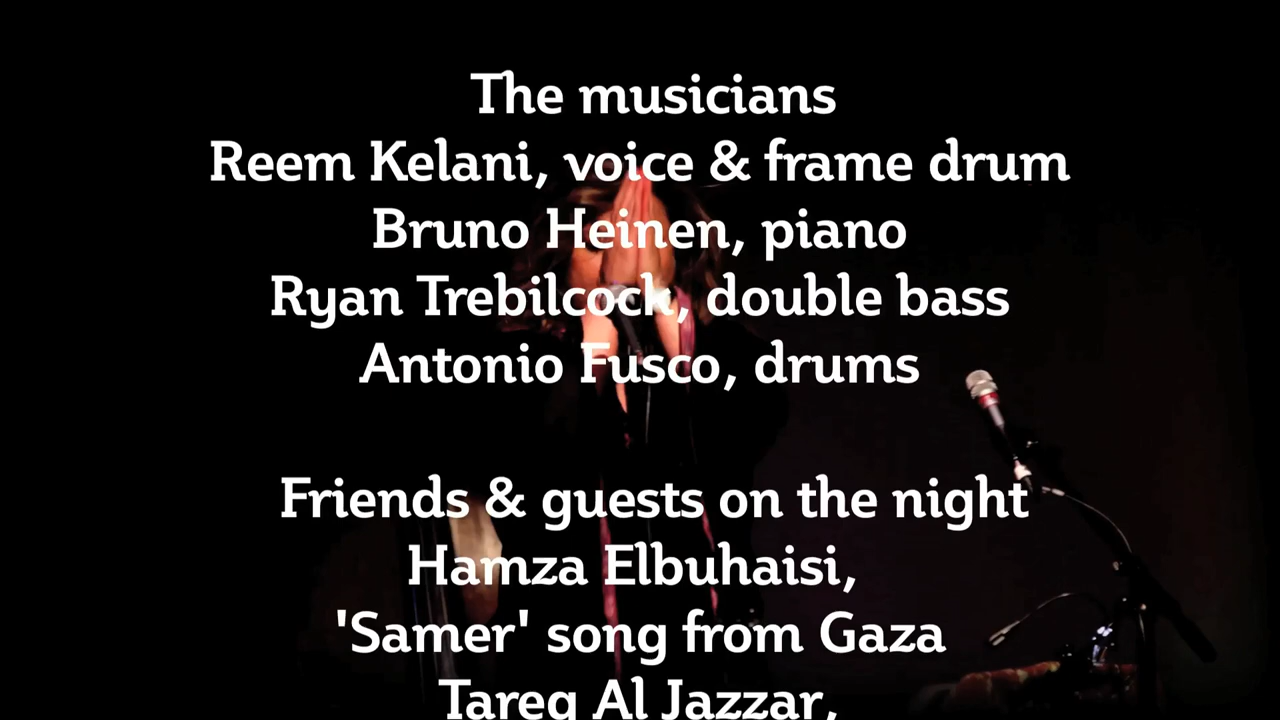 The musicians
Reem Kelani, voice & frame drum
Bruno Heinen, piano
Ryan Trebilcock, double bass
Antonio Fusco, drums
Friends & guests on the night
Hamza Elbuhaisi,
'Samer' song from Gaza
Tareq Al Jazzar,